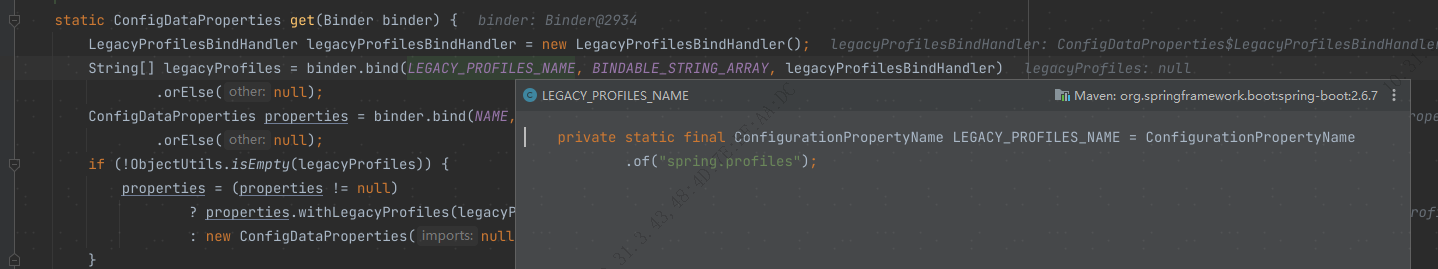 static ConfigDataProperties get(Binder binder) {   binder: Binder@2934
LegacyProfilesBindHandler legacyProfilesBindHandler = new LegacyProfilesBindHandler();   legacyProfilesBindHandler: ConfigDataProperties$LegacyProfilesBindHandler
String[] legacyProfiles = binder.bind(LEGACY_PROFILES_NAME, BINDABLE_STRING_ARRAY, legacyProfilesBindHandler)   legacyProfiles: null
.orElse( other: null);
LEGACY_PROFILES_NAME
Maven: org.springframework.boot:spring-boot:2.6.7
ConfigDataProperties properties = binder.bind(NAME,
.orElse( other: null);
private static final ConfigurationPropertyName LEGACY_PROFILES_NAME = ConfigurationPropertyName
.of("spring.profiles");
if (!ObjectUtils.isEmpty(legacyProfiles)) {
properties = (properties != null)
? properties.withLegacyProfiles(legacyP
: new ConfigDataProperties( imports: null
}